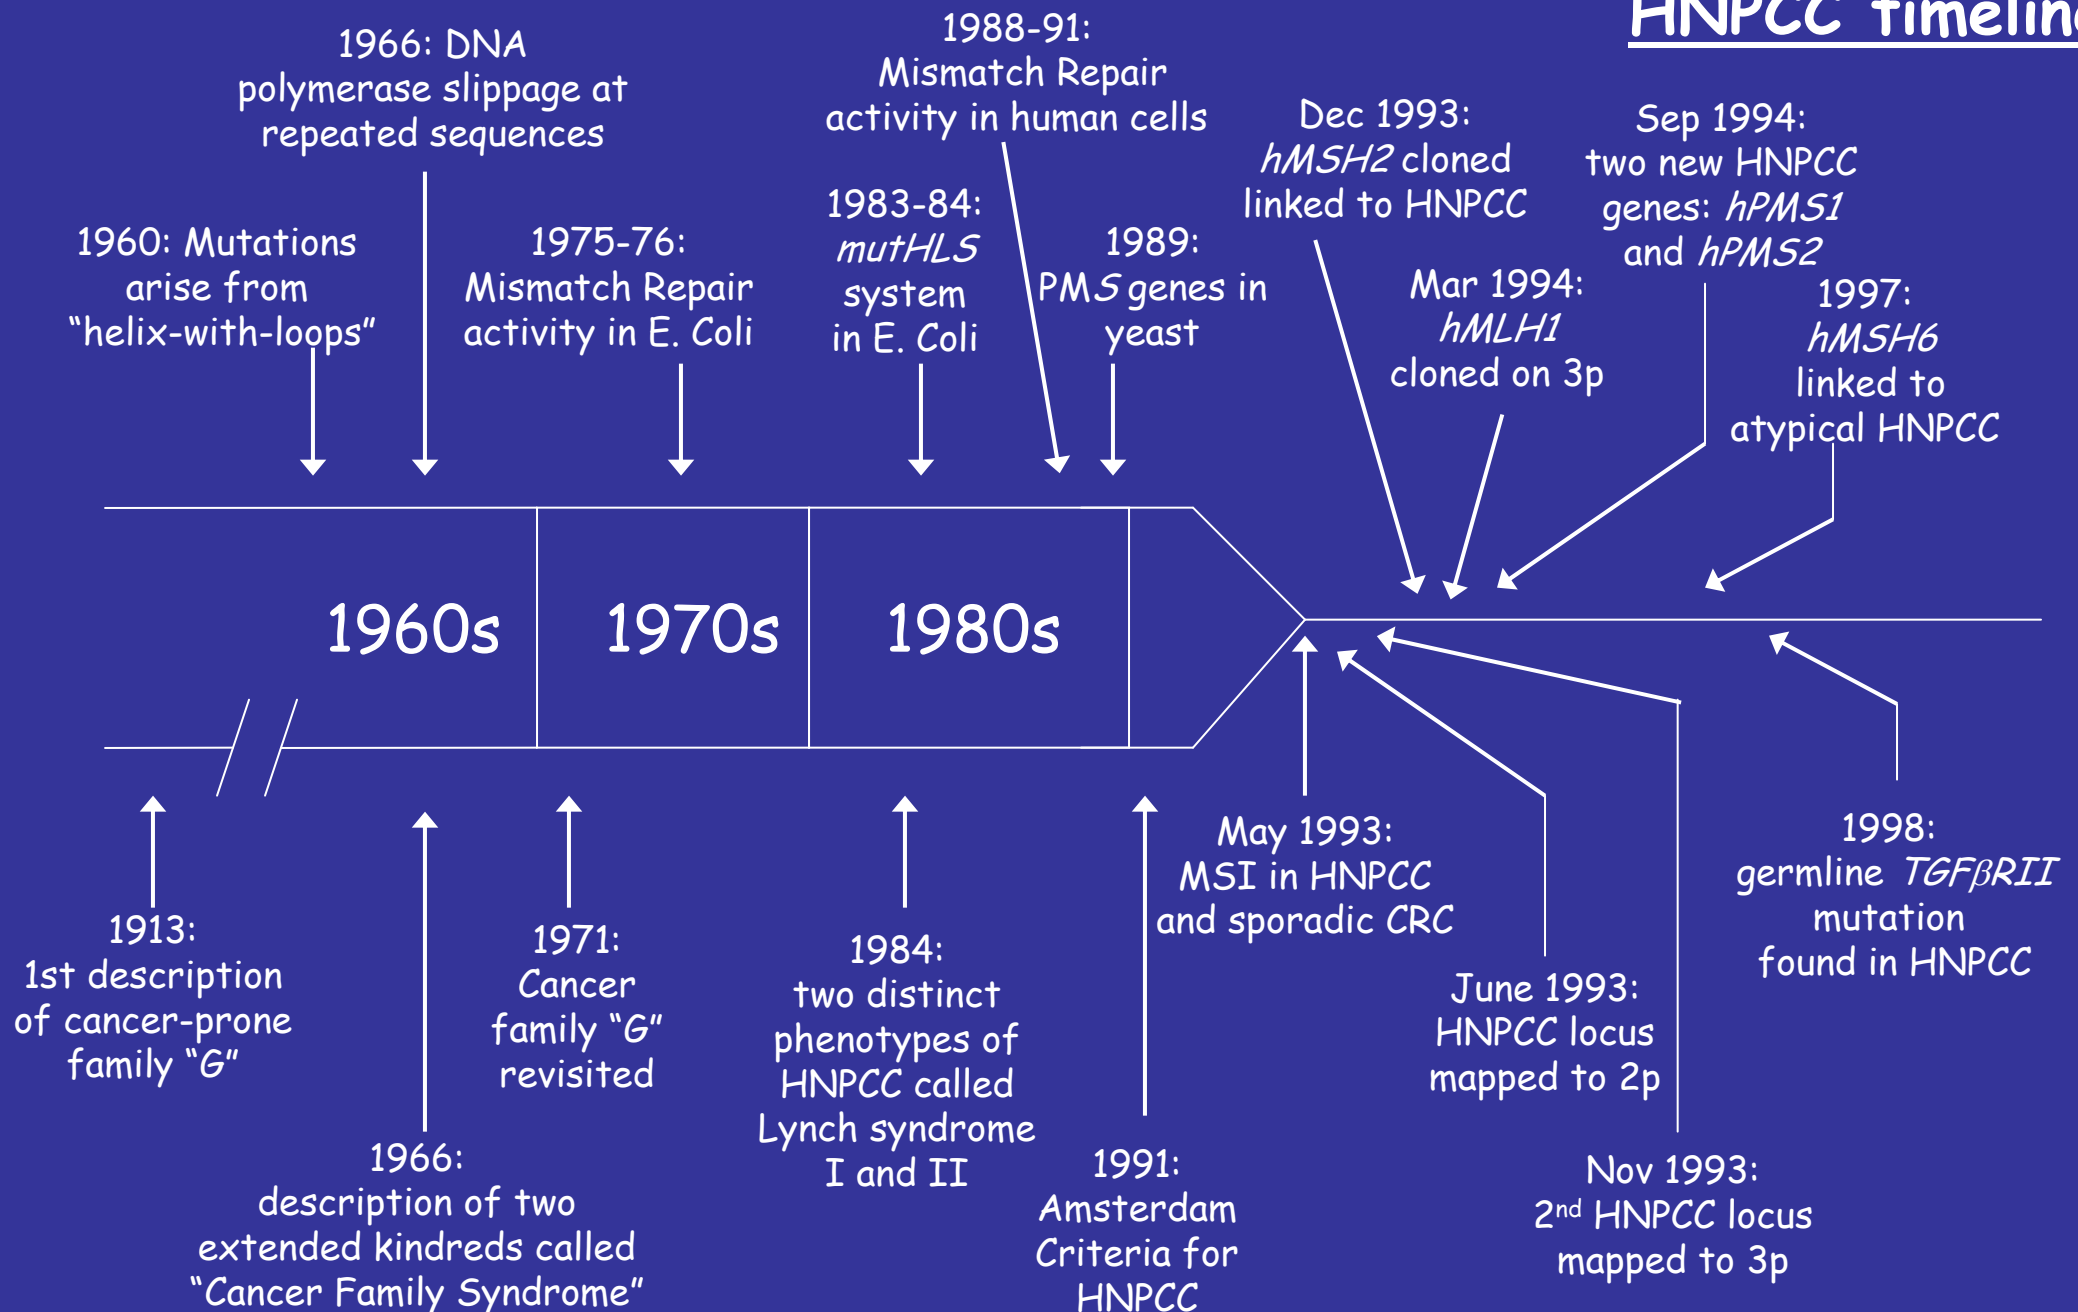 HNPCC timeline
1966: DNA
polymerase slippage at
repeated sequences
1988-91:
Mismatch Repair
activity in human cells
Dec 1993:
hMSH2 cloned
linked to HNPCC
Sep 1994:
two new HNPCC
genes: hPMS1
and hPMS2
1960: Mutations
arise from
“helix-with-loops”
1975-76:
Mismatch Repair
activity in E. Coli
1983-84:
mutHLS
system
in E. Coli
1989:
PMS genes in
yeast
Mar 1994:
hMLH1
cloned on 3p
1997:
hMSH6
linked to
atypical HNPCC
1960s
1970s
1980s
1913:
1st description
of cancer-prone
family “G”
1966:
description of two
extended kindreds called
“Cancer Family Syndrome”
1971:
Cancer
family “G”
revisited
1984:
two distinct
phenotypes of
HNPCC called
Lynch syndrome
I and II
1991:
Amsterdam
Criteria for
HNPCC
May 1993:
MSI in HNPCC
and sporadic CRC
June 1993:
HNPCC locus
mapped to 2p
Nov 1993:
2nd HNPCC locus
mapped to 3p
1998:
germline TGFβRII
mutation
found in HNPCC